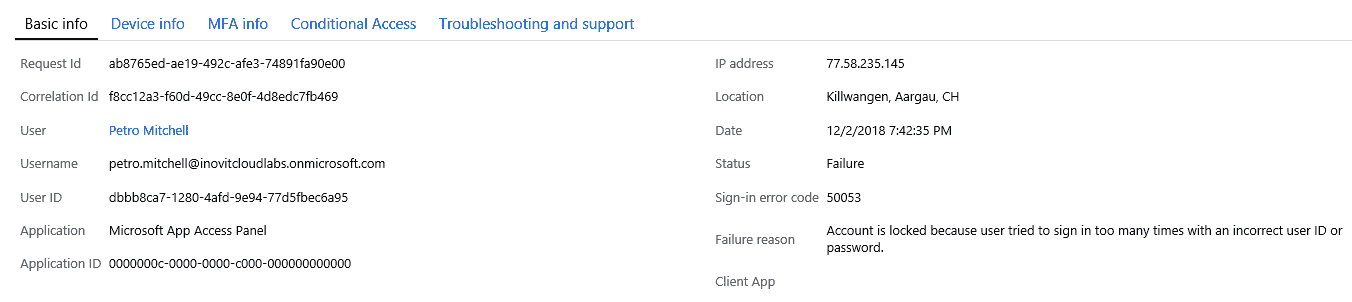 Basic info Device info MFA info Conditional Access Troubleshooting and support
Request Id ab8765ed-ae19-492c-afe3-74891fa90e00
Correlation Id f8cc12a3-f60d-49cc-8e0f-4d8edc7fb469
User Petro Mitchell
Username petro.mitchell@inovitcloudlabs.onmicrosoft.com
User ID dbbb8ca7-1280-4afd-9e94-77d5fbec6a95
Application Microsoft App Access Panel
Application ID 0000000c-0000-0000-c000-000000000000
IP address 77.58.235.145
Location Killwangen, Aargau, CH
Date 12/2/2018 7:42:35 PM
Status Failure
Sign-in error code 50053
Failure reason Account is locked because user tried to sign in too many times with an incorrect user ID or
password.
Client App